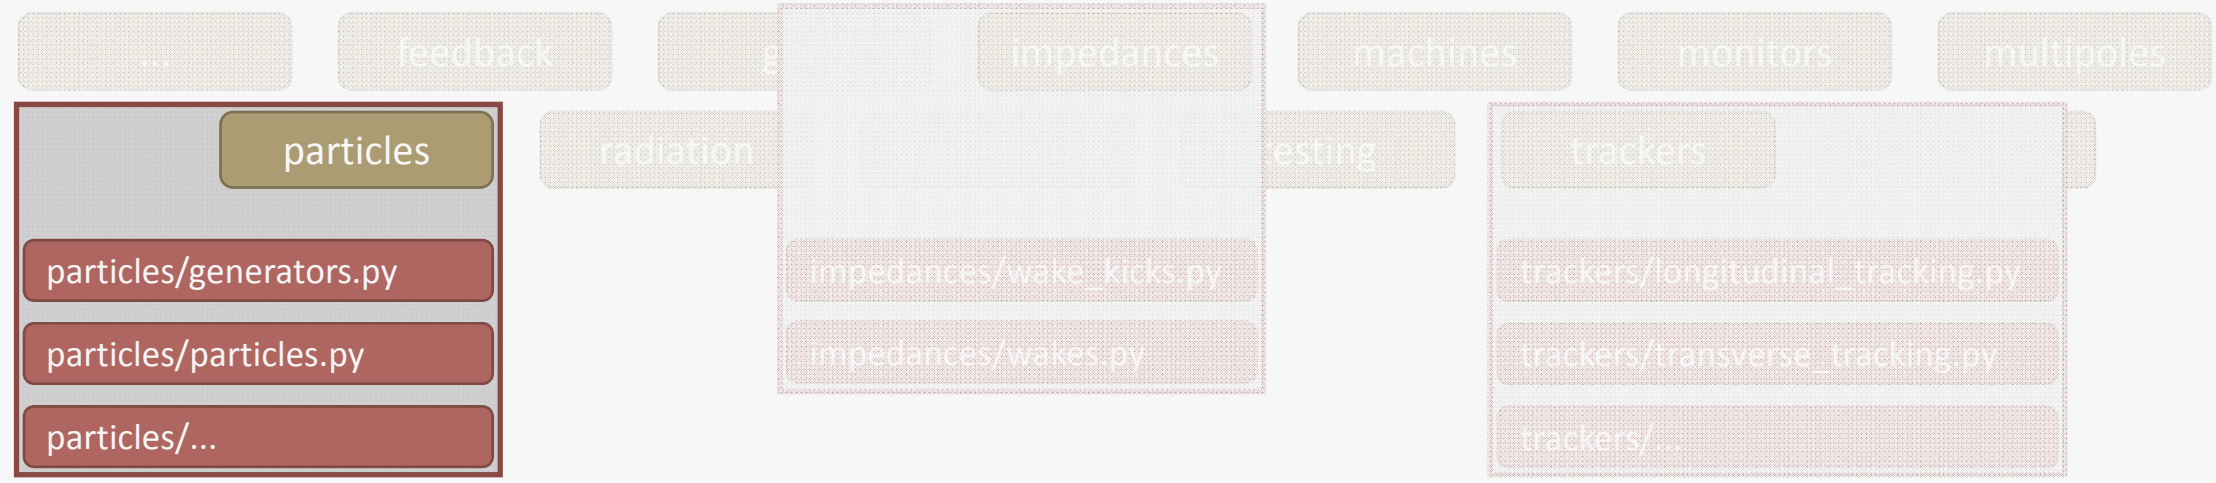 ...
feedback
impedances
machines
monitors
multipoles
particles
radiation
trackers
particles/generators.py
impedances/wake_kicks.py
trackers/longitudinal_tracking.py
particles/particles.py
impedances/wakes.py
trackers/transverse_tracking.py
particles/...
trackers/...